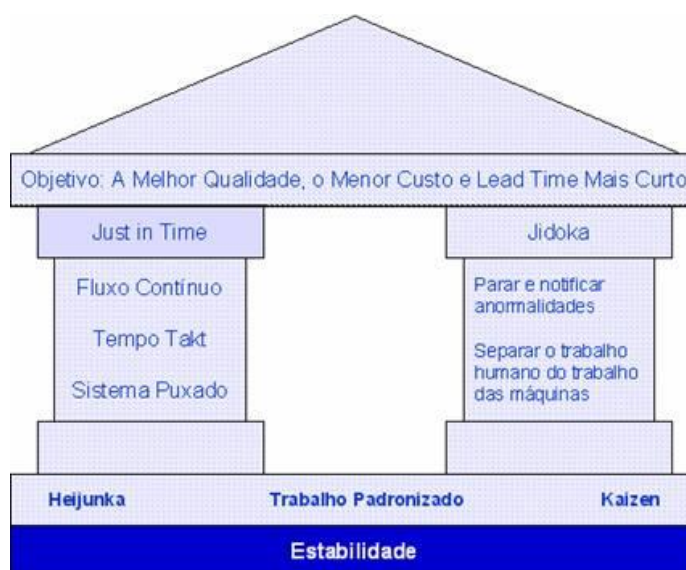 Objetivo: A Melhor Qualidade, o Menor Custo e Lead Time Mais Curto
Just in Time
Fluxo Contínuo
Tempo Takt
Sistema Puxado
Jidoka
Parar e notificar
anormalidades
Separar o trabalho
humano do trabalho
das máquinas
Heijunka
Trabalho Padronizado
Kaizen
Estabilidade